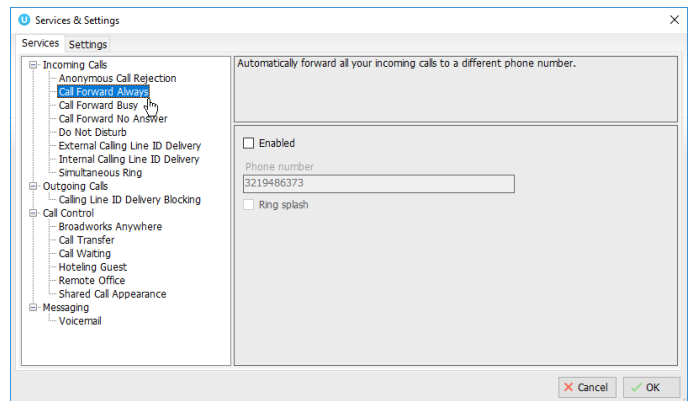 Services & Settings
Services Settings
Incoming Calls
Anonymous Call Rejection
Call Forward Always
Call Forward Busy
Call Forward No Answer
Do Not Disturb
External Calling Line ID Delivery
Internal Calling Line ID Delivery
Simultaneous Ring
Outgoing Calls
Calling Line ID Delivery Blocking
Call Control
Broadworks Anywhere
Call Transfer
Call Waiting
Hoteling Guest
Remote Office
Shared Call Appearance
Messaging
Voicemail
Automatically forward all your incoming calls to a different phone number.
Enabled
Phone number
3219486373
Ring splash
Cancel OK